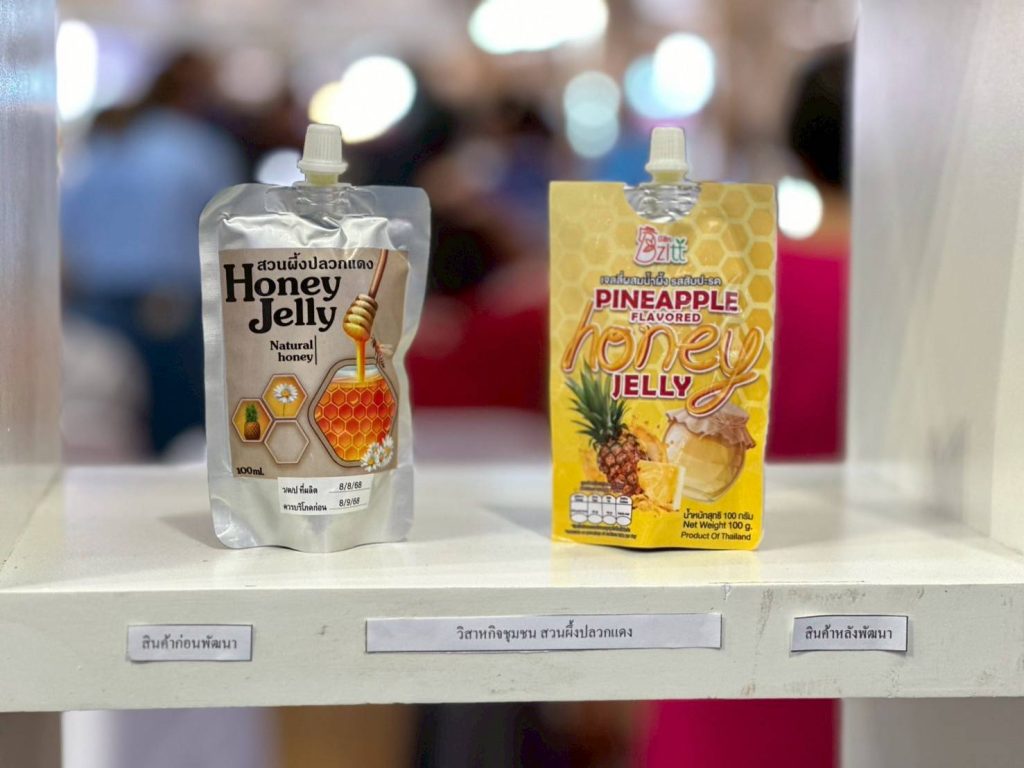 สวนผึ้งปลวกแดง
Honey
Jelly
Natural
honey
100ml.
ว/ด/ป ที่ผลิต 8/8/68
ควรบริโภคก่อน 8/9/68
zitt
เจลลี่ผสมน้ำผึ้ง รสสับปะรด
PINEAPPLE
FLAVORED
honey
JELLY
น้ำหนักสุทธิ 100 กรัม
Net Weight 100 g.
Product Of Thailand
สินค้าก่อนพัฒนา
วิสาหกิจชุมชน สวนผึ้งปลวกแดง
สินค้าหลังพัฒนา